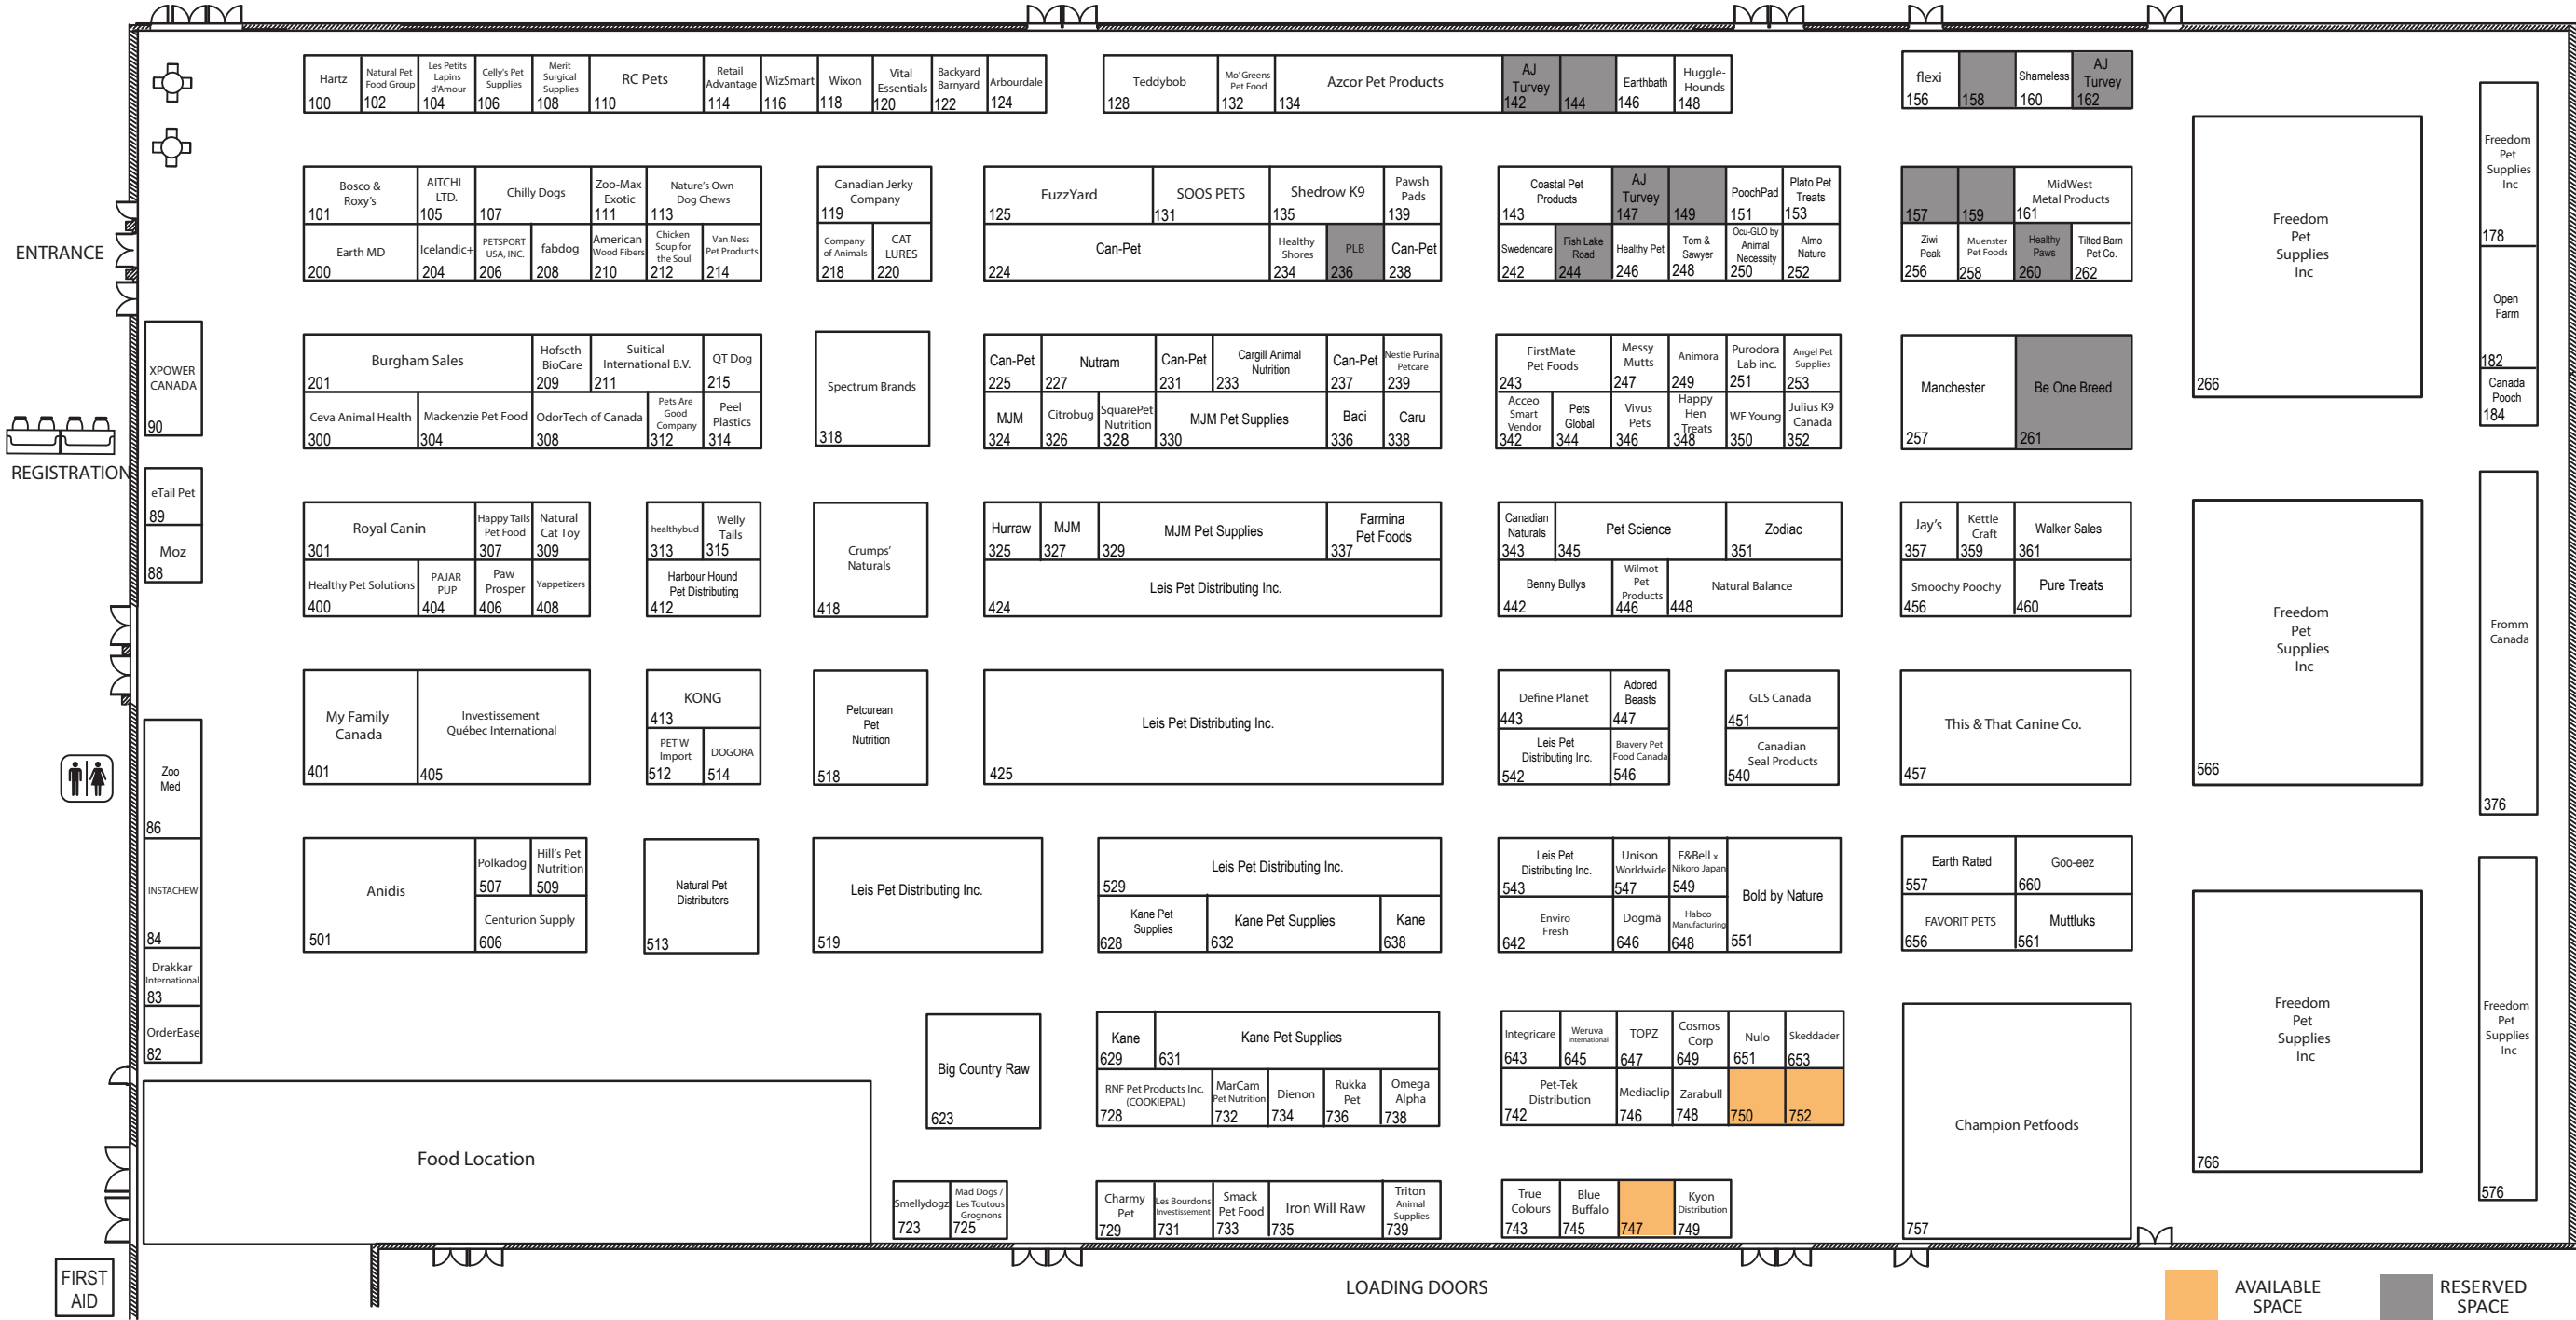 Hartz
100
Natural Pet
Food Group
102
Les Petits
Lapins
d'Amour
104
Celly's Pet
Supplies
106
Merit
Surgical
Supplies
108
RC Pets
110
Retail
Advantage
114
WizSmart
116
Wixon
118
Vital
Essentials
120
Backyard
Barnyard
122
Arbourdale
124
Teddybob
128
Mo' Greens
Pet Food
132
Azcor Pet Products
134
AJ
Turvey
142
144
Earthbath
146
Huggle-
Hounds
148
flexi
156
158
Shameless
160
AJ
Turvey
162
Freedom
Pet
Supplies
Inc
178
Open
Farm
182
Canada
Pooch
184
Freedom
Pet
Supplies
Inc
266
Bosco &
Roxy's
101
AITCHL
LTD.
105
Chilly Dogs
107
Zoo-Max
Exotic
111
Nature's Own
Dog Chews
113
Earth MD
200
Icelandic+
204
PETSPORT
USA, INC.
206
fabdog
208
American
Wood Fibers
210
Chicken
Soup for
the Soul
212
Van Ness
Pet Products
214
Canadian Jerky
Company
119
Company
of Animals
218
CAT
LURES
220
FuzzYard
125
SOOS PETS
131
Shedrow K9
135
Pawsh
Pads
139
Can-Pet
224
Healthy
Shores
234
PLB
236
Can-Pet
238
Coastal Pet
Products
143
AJ
Turvey
147
149
PoochPad
151
Plato Pet
Treats
153
Swedencare
242
Fish Lake
Road
244
Healthy Pet
246
Tom &
Sawyer
248
Ocu-GLO by
Animal
Necessity
250
Almo
Nature
252
157
159
MidWest
Metal Products
161
Ziwi
Peak
256
Muenster
Pet Foods
258
Healthy
Paws
260
Tilted Barn
Pet Co.
262
ENTRANCE
XPOWER
CANADA
90
REGISTRATION
eTail Pet
89
Moz
88
Burgham Sales
201
Hofseth
BioCare
209
Suitical
International B.V.
211
QT Dog
215
Ceva Animal Health
300
Mackenzie Pet Food
304
OdorTech of Canada
308
Pets Are
Good
Company
312
Peel
Plastics
314
Spectrum Brands
318
Can-Pet
225
Nutram
227
Can-Pet
231
Cargill Animal
Nutrition
233
Can-Pet
237
Nestle Purina
Petcare
239
MJM
324
Citrobug
326
SquarePet
Nutrition
328
MJM Pet Supplies
330
Baci
336
Caru
338
FirstMate
Pet Foods
243
Messy
Mutts
247
Animora
249
Purodora
Lab inc.
251
Angel Pet
Supplies
253
Acceo
Smart
Vendor
342
Pets
Global
344
Vivus
Pets
346
Happy
Hen
Treats
348
WF Young
350
Julius K9
Canada
352
Manchester
257
Be One Breed
261
Royal Canin
301
Happy Tails
Pet Food
307
Natural
Cat Toy
309
Healthy Pet Solutions
400
PAJAR
PUP
404
Paw
Prosper
406
Yappetizers
408
healthybud
313
Welly
Tails
315
Harbour Hound
Pet Distributing
412
Crumps'
Naturals
418
Hurraw
325
MJM
327
MJM Pet Supplies
329
Farmina
Pet Foods
337
Leis Pet Distributing Inc.
424
Canadian
Naturals
343
Pet Science
345
Zodiac
351
Benny Bullys
442
Wilmot
Pet
Products
446
Natural Balance
448
Jay's
357
Kettle
Craft
359
Walker Sales
361
Smoochy Poochy
456
Pure Treats
460
Freedom
Pet
Supplies
Inc
566
Fromm
Canada
376
Zoo
Med
86
INSTACHEW
84
Drakkar
International
83
OrderEase
82
My Family
Canada
401
Investissement
Québec International
405
KONG
413
PET W
Import
512
DOGORA
514
Petcurean
Pet
Nutrition
518
Leis Pet Distributing Inc.
425
Define Planet
443
Adored
Beasts
447
Leis Pet
Distributing Inc.
542
Bravery Pet
Food Canada
546
GLS Canada
451
Canadian
Seal Products
540
This & That Canine Co.
457
Anidis
501
Polkadog
507
Hill's Pet
Nutrition
509
Centurion Supply
606
Natural Pet
Distributors
513
Leis Pet Distributing Inc.
519
Leis Pet Distributing Inc.
529
Kane Pet
Supplies
628
Kane Pet Supplies
632
Kane
638
Leis Pet
Distributing Inc.
543
Unison
Worldwide
547
F&Bell x
Nikoro Japan
549
Bold by Nature
551
Enviro
Fresh
642
Dogmä
646
Habco
Manufacturing
648
Earth Rated
557
Goo-eez
660
FAVORIT PETS
656
Muttluks
561
Freedom
Pet
Supplies
Inc
766
Freedom
Pet
Supplies
Inc
576
Big Country Raw
623
Kane
629
Kane Pet Supplies
631
RNF Pet Products Inc.
(COOKIEPAL)
728
MarCam
Pet Nutrition
732
Dienon
734
Rukka
Pet
736
Omega
Alpha
738
Integricare
643
Weruva
International
645
TOPZ
647
Cosmos
Corp
649
Nulo
651
Skeddader
653
Pet-Tek
Distribution
742
Mediaclip
746
Zarabull
748
750
752
Champion Petfoods
757
Food Location
Smellydogz
723
Mad Dogs /
Les Toutous
Grognons
725
Charmy
Pet
729
Les Bourdons
Investissement
731
Smack
Pet Food
733
Iron Will Raw
735
Triton
Animal
Supplies
739
True
Colours
743
Blue
Buffalo
745
747
Kyon
Distribution
749
FIRST
AID
LOADING DOORS
AVAILABLE
SPACE
RESERVED
SPACE